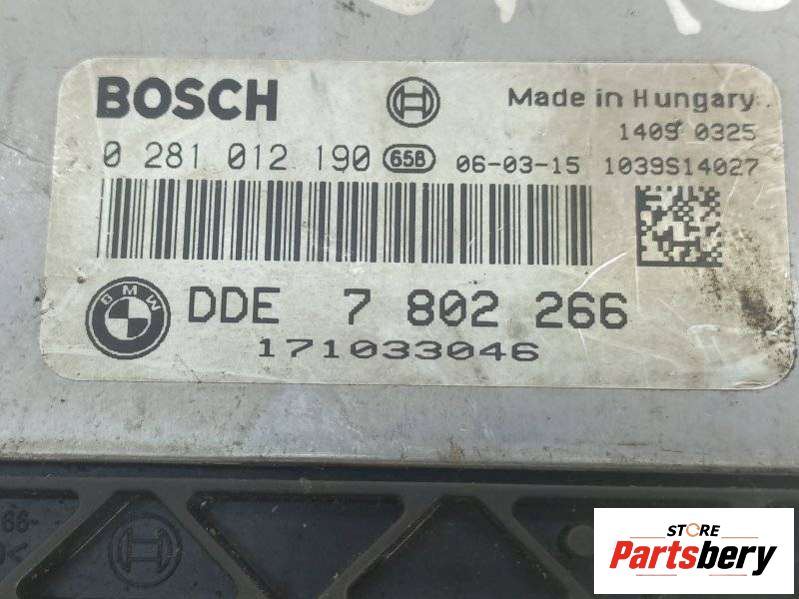 BOSCH
Made in Hungary
1409 0325
0 281 012 190 658 06-03-15 1039S14027
BMW
DDE 7 802 266
171033046
66-
STORE
Partsbery